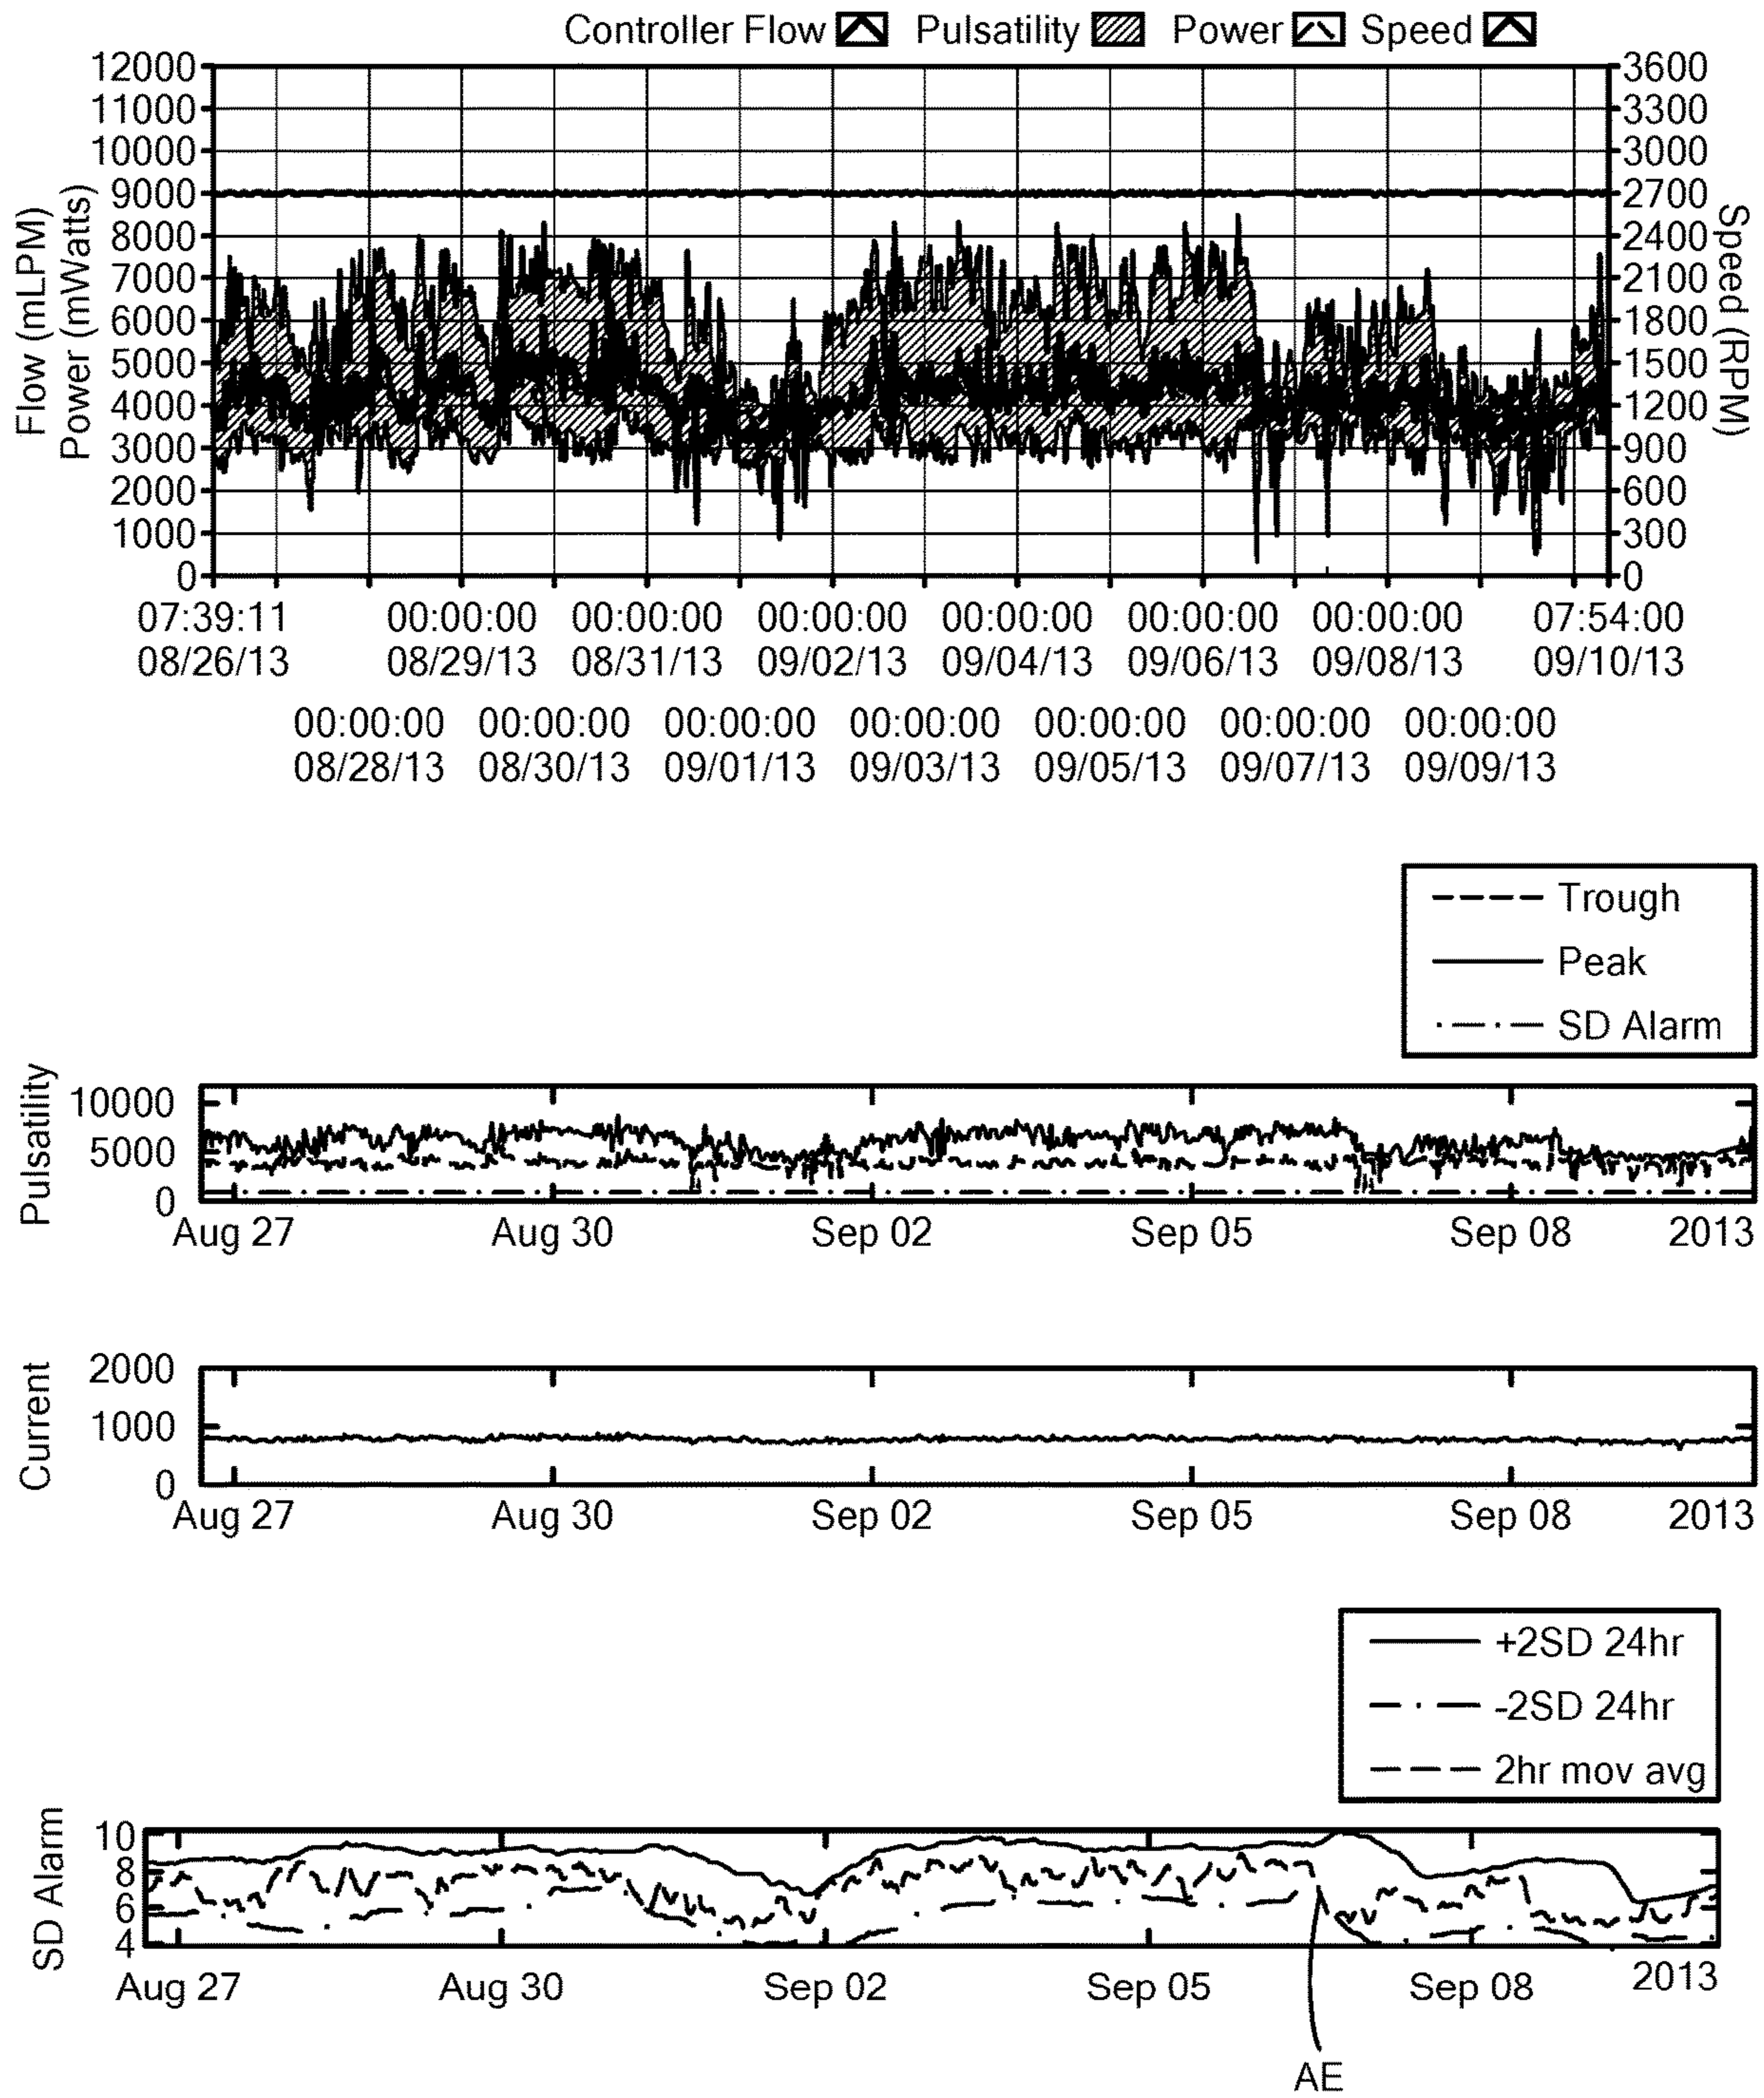 Controller Flow Pulsatility Power Speed
12000 3600
11000 3300
10000 3000
9000 2700
8000 2400
7000 2100
6000 1800
5000 1500
4000 1200
3000 900
2000 600
1000 300
0 0
Flow (mLPM)
Power (mWatts)
Speed (RPM)
07:39:11 00:00:00 00:00:00 00:00:00 00:00:00 00:00:00 00:00:00 07:54:00
08/26/13 08/29/13 08/31/13 09/02/13 09/04/13 09/06/13 09/08/13 09/10/13
00:00:00 00:00:00 00:00:00 00:00:00 00:00:00 00:00:00 00:00:00
08/28/13 08/30/13 09/01/13 09/03/13 09/05/13 09/07/13 09/09/13
Trough
Peak
SD Alarm
Pulsatility
10000
5000
0
Aug 27 Aug 30 Sep 02 Sep 05 Sep 08 2013
Current
2000
1000
0
Aug 27 Aug 30 Sep 02 Sep 05 Sep 08 2013
+2SD 24hr
-2SD 24hr
2hr mov avg
SD Alarm
10
8
6
4
Aug 27 Aug 30 Sep 02 Sep 05 Sep 08 2013
AE